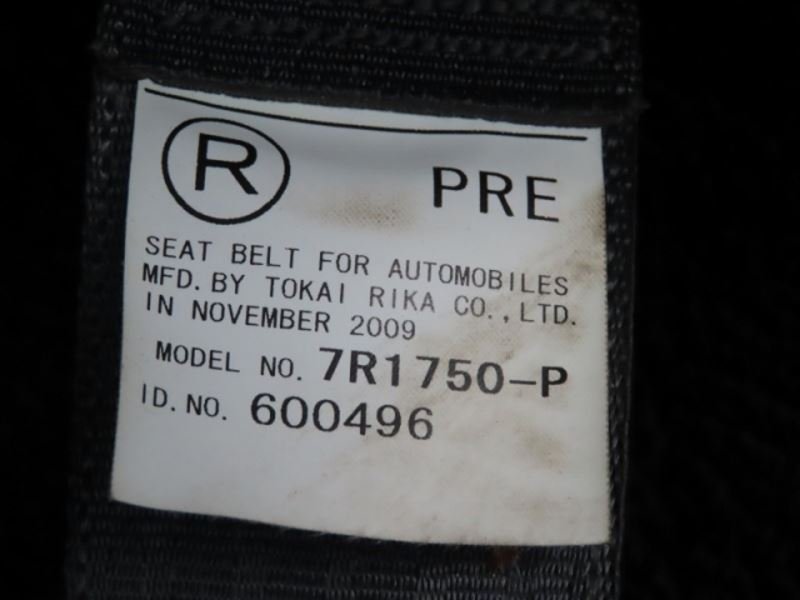 R PRE
SEAT BELT FOR AUTOMOBILES
MFD. BY TOKAI RIKA CO., LTD.
IN NOVEMBER 2009
MODEL NO. 7R1750-P
ID. NO. 600496